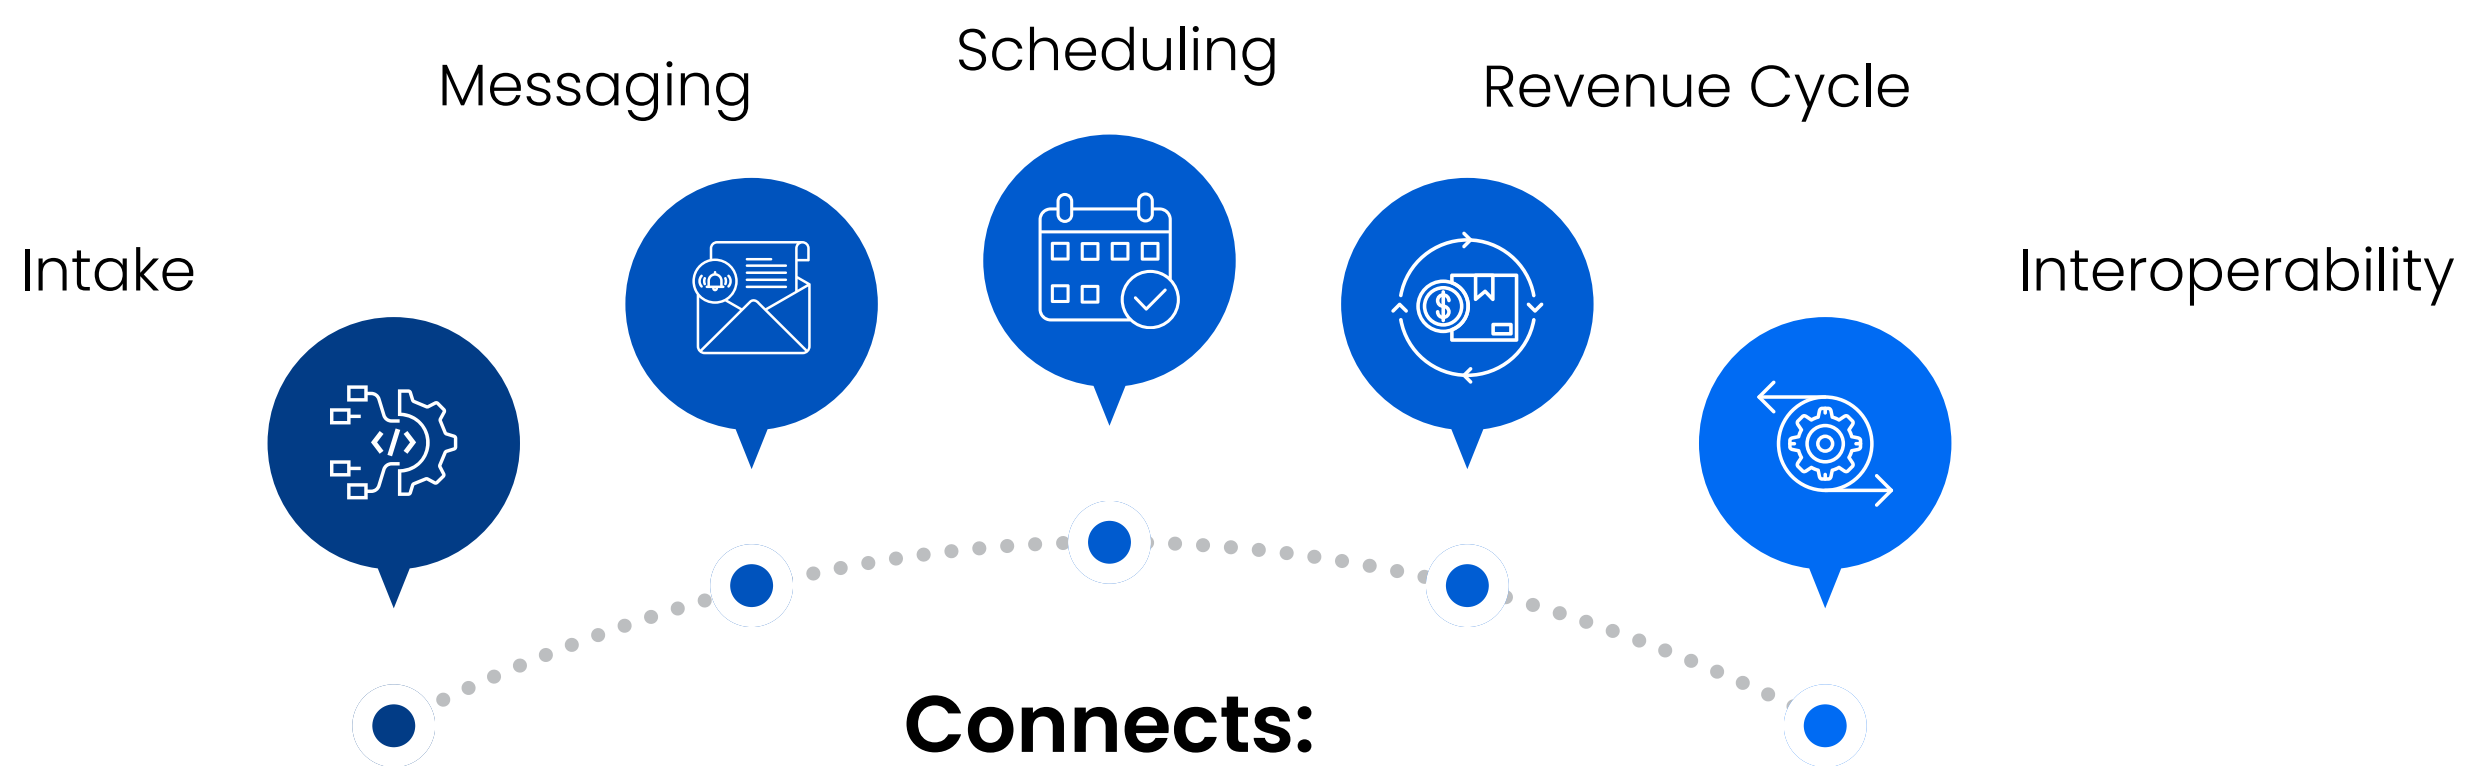 Intake
Messaging
Scheduling
Revenue Cycle
Interoperability
Connects: